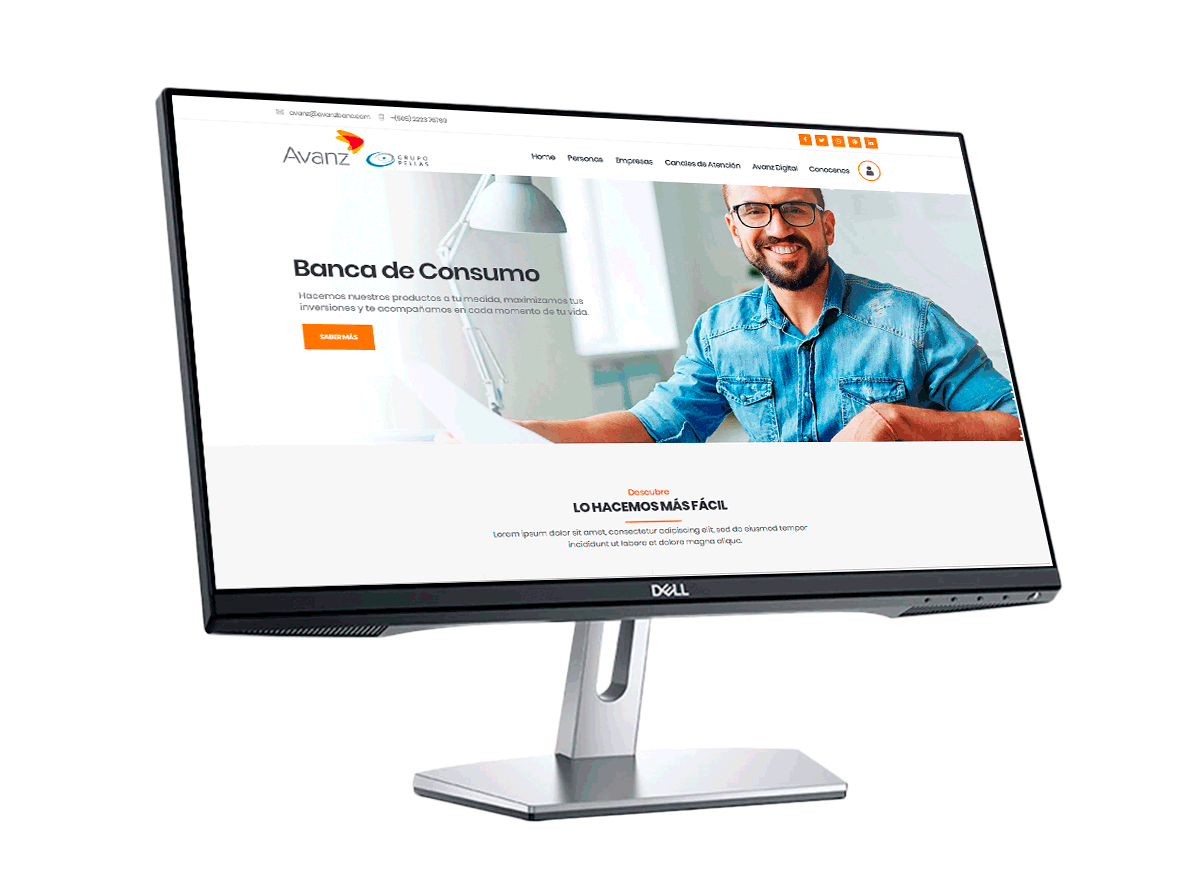 avanz@avanzbanc.com +(505) 2223 76793
Avanz
GRUPO
PELLAS
Home Personas Empresas Canales de Atención Avanz Digital Conocenos
Banca de Consumo
Hacemos nuestros productos a tu medida, maximizamos tus
inversiones y te acompañamos en cada momento de tu vida.
SABER MÁS
Descubre
LO HACEMOS MÁS FÁCIL
Lorem ipsum dolor sit amet, consectetur adipiscing elit, sed do eiusmod tempor
incididunt ut labore et dolore magna aliqua.
DELL